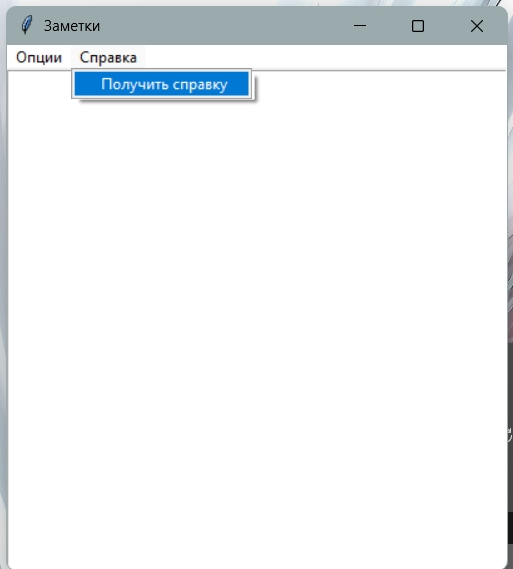 Заметки
Опции Справка
Получить справку